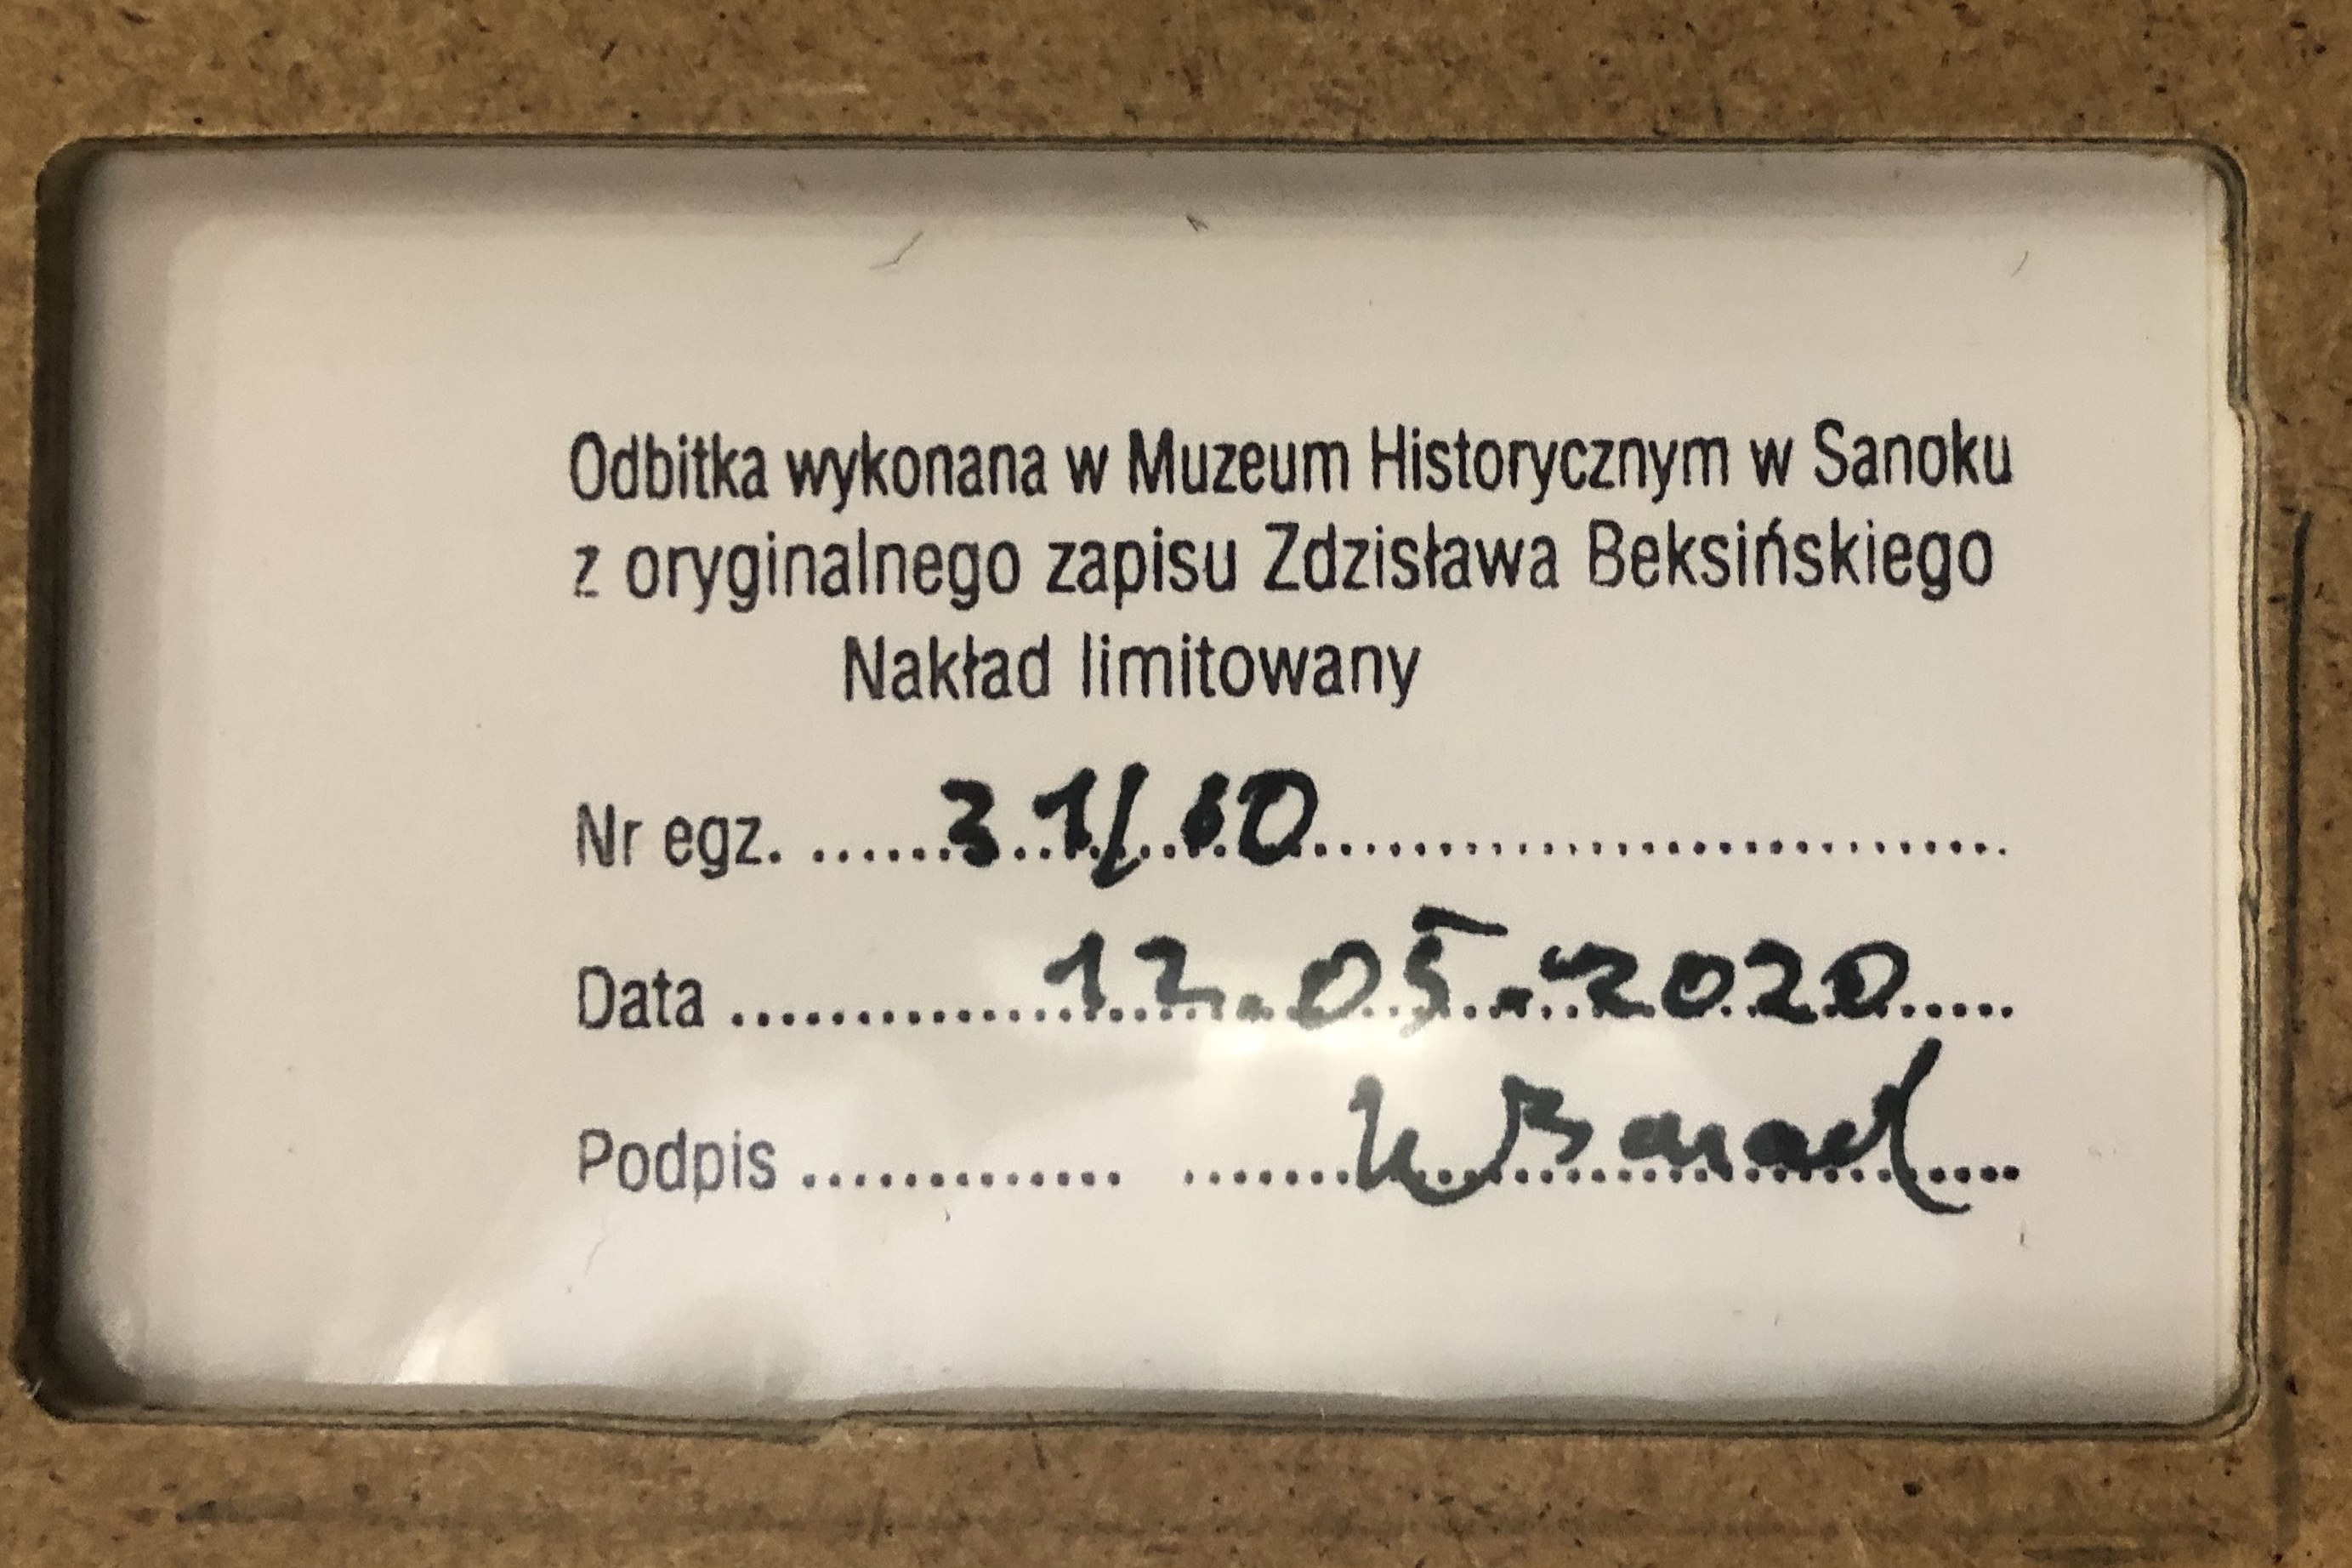 Odbitka wykonana w Muzeum Historycznym w Sanoku
z oryginalnego zapisu Zdzisława Beksińskiego
Nakład limitowany
Nr egz. ...... 31/60 ............................
Data ............. 12.05.2020 .....
Podpis ............. ....... W Banach ....